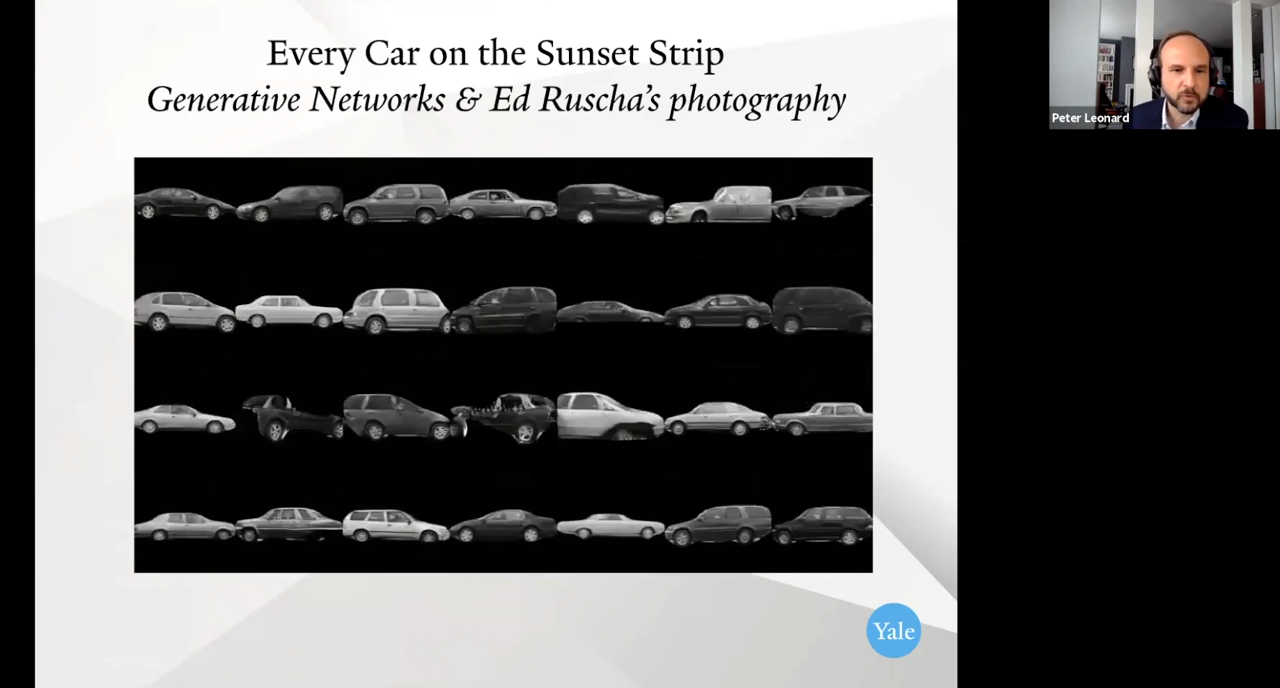 Every Car on the Sunset Strip
Generative Networks & Ed Ruscha's photography
Peter Leonard
Yale